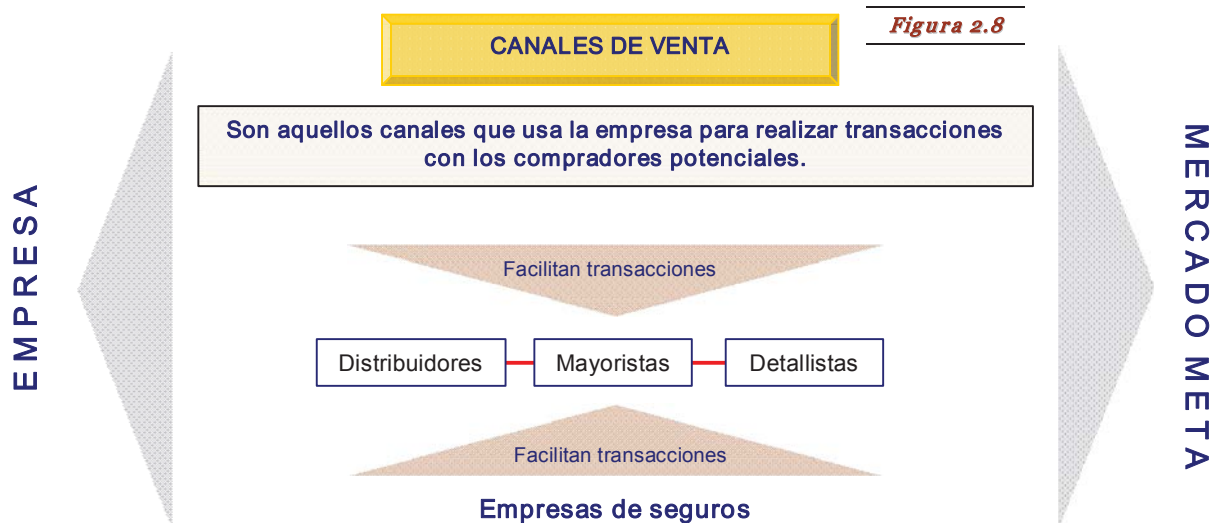 Figura 2.8
CANALES DE VENTA
Son aquellos canales que usa la empresa para realizar transacciones
con los compradores potenciales.
EMPRESA
MERCADO META
Facilitan transacciones
Distribuidores
Mayoristas
Detallistas
Facilitan transacciones
Empresas de seguros